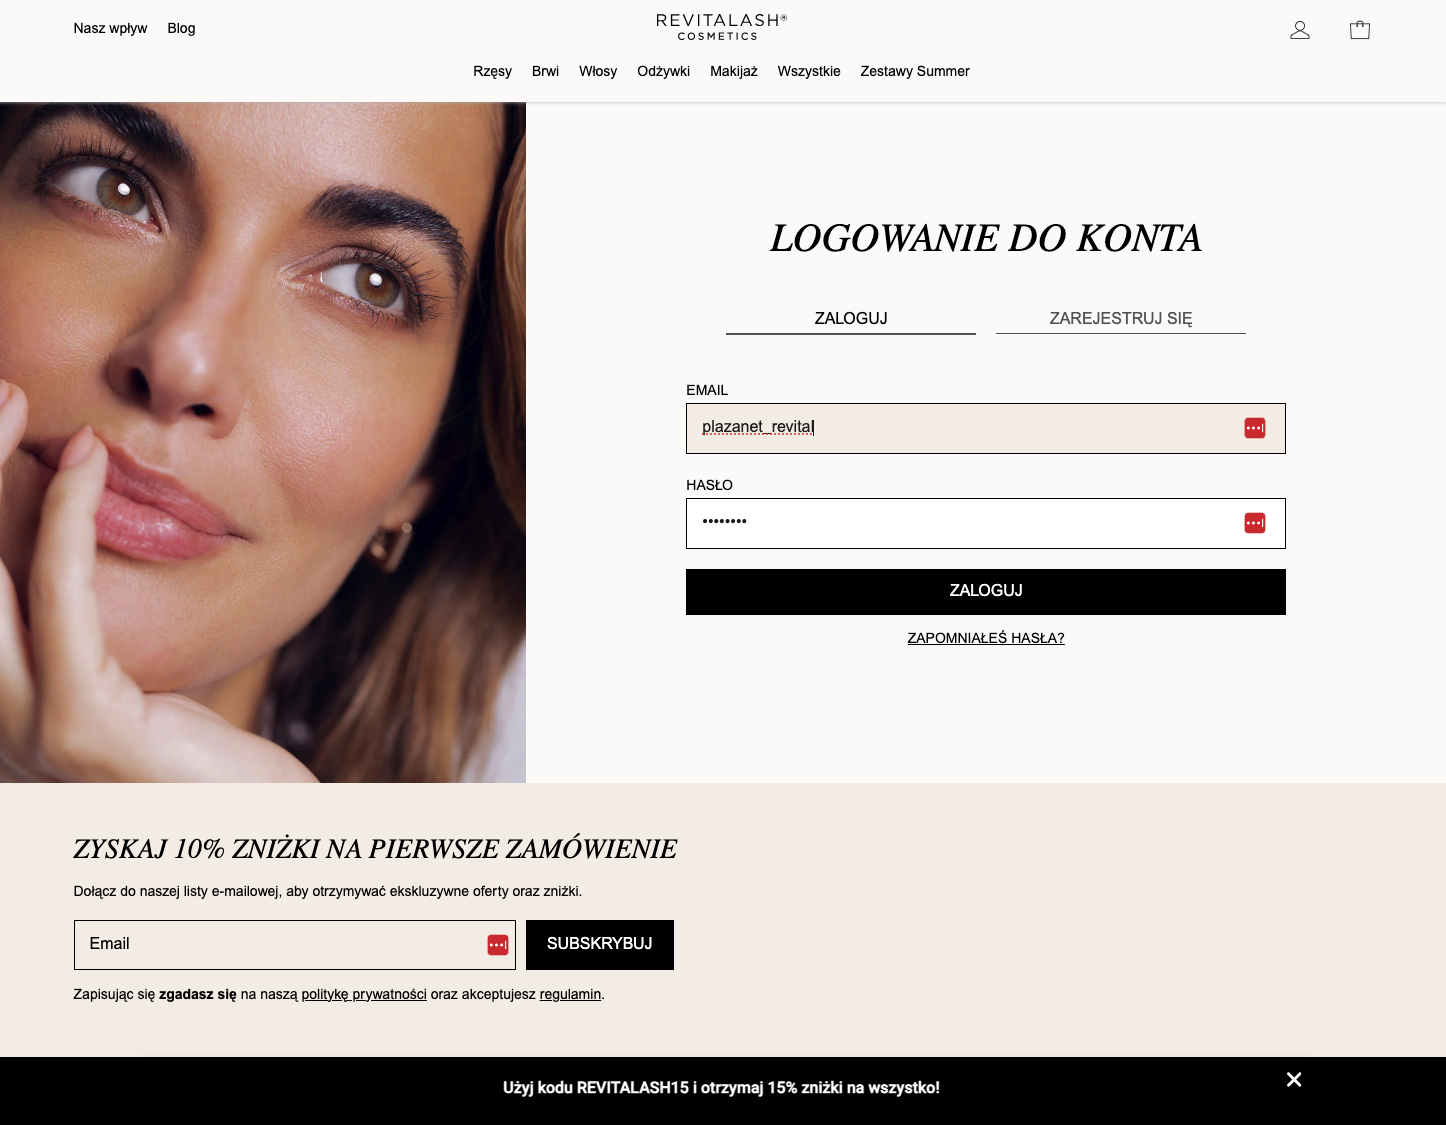 Nasz wpływ Blog
REVITALASH®
COSMETICS
Rzęsy Brwi Włosy Odżywki Makijaż Wszystkie Zestawy Summer
LOGOWANIE DO KONTA
ZALOGUJ ZAREJESTRUJ SIĘ
EMAIL
plazanet_revital
HASŁO
••••••••
ZALOGUJ
ZAPOMNIAŁEŚ HASŁA?
ZYSKAJ 10% ZNIŻKI NA PIERWSZE ZAMÓWIENIE
Dołącz do naszej listy e-mailowej, aby otrzymywać ekskluzywne oferty oraz zniżki.
Email SUBSKRYBUJ
Zapisując się zgadasz się na naszą politykę prywatności oraz akceptujesz regulamin.
Użyj kodu REVITALASH15 i otrzymaj 15% zniżki na wszystko!